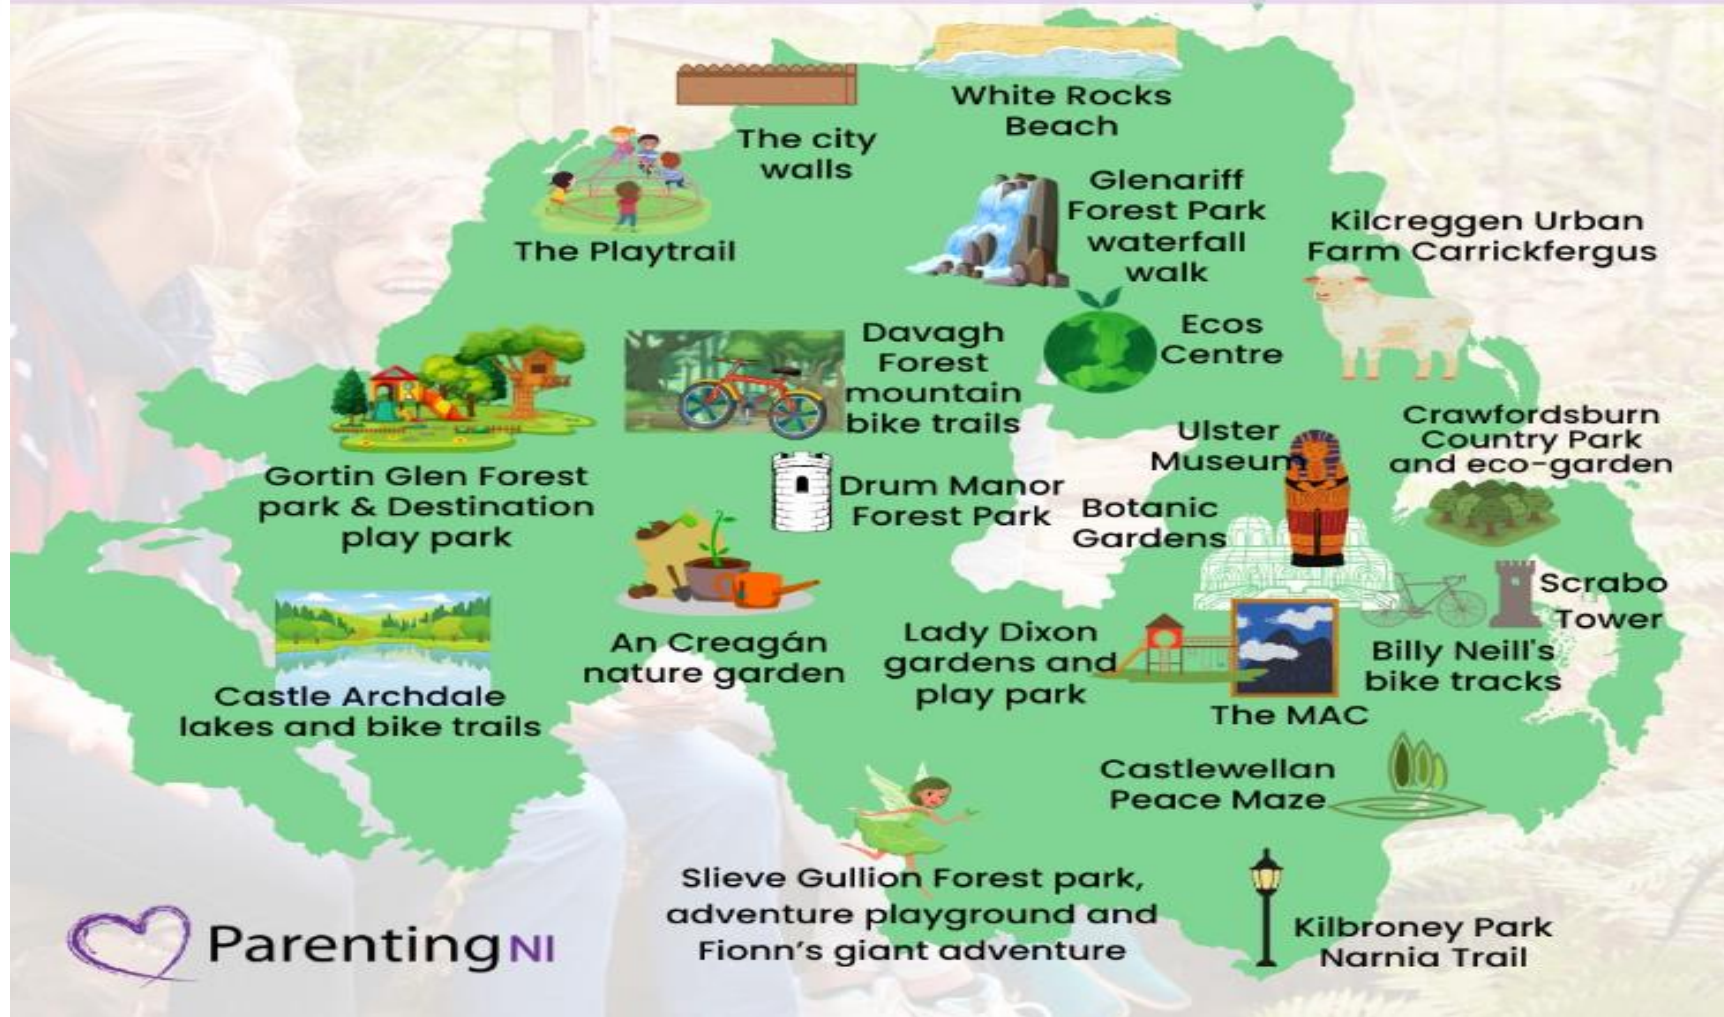 White Rocks
Beach
The city
walls
Glenariff
Forest Park
waterfall
walk
Kilcreggen Urban
Farm Carrickfergus
The Playtrail
Davagh
Forest
mountain
bike trails
Ecos
Centre
Crawfordsburn
Country Park
and eco-garden
Ulster
Museum
Gortin Glen Forest
park & Destination
play park
Drum Manor
Forest Park
Botanic
Gardens
Scrabo
Tower
An Creagán
nature garden
Lady Dixon
gardens and
play park
Billy Neill's
bike tracks
Castle Archdale
lakes and bike trails
The MAC
Castlewellan
Peace Maze
Slieve Gullion Forest park,
adventure playground and
Fionn’s giant adventure
Kilbroney Park
Narnia Trail
Parenting NI